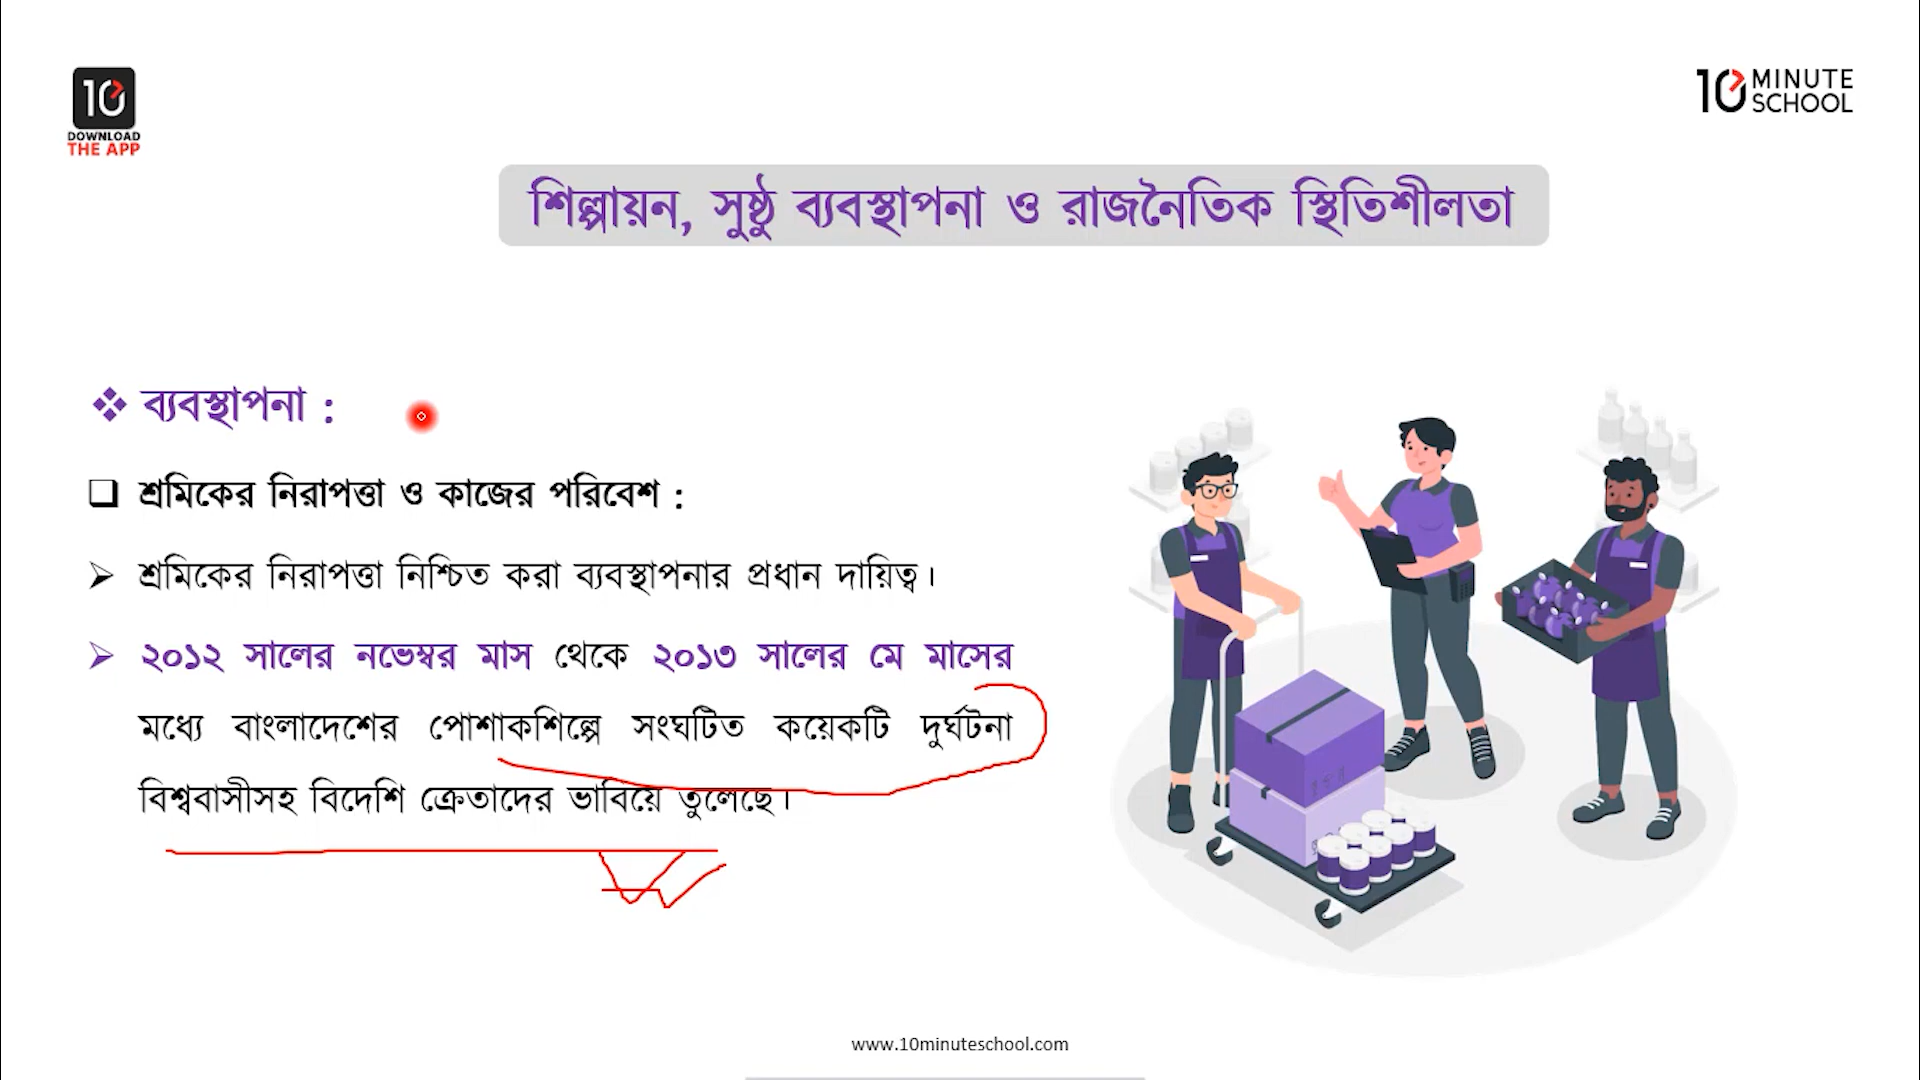 10
DOWNLOAD
THE APP
10 MINUTE
SCHOOL
শিল্পায়ন, সুষ্ঠু ব্যবস্থাপনা ও রাজনৈতিক স্থিতিশীলতা
ব্যবস্থাপনা :
শ্রমিকের নিরাপত্তা ও কাজের পরিবেশ :
শ্রমিকের নিরাপত্তা নিশ্চিত করা ব্যবস্থাপনার প্রধান দায়িত্ব।
২০১২ সালের নভেম্বর মাস থেকে ২০১৩ সালের মে মাসের
মধ্যে বাংলাদেশের পোশাকশিল্পে সংঘটিত কয়েকটি দুর্ঘটনা
বিশ্ববাসীসহ বিদেশি ক্রেতাদের ভাবিয়ে তুলেছে।
www.10minuteschool.com